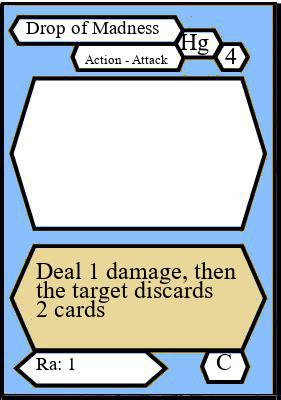 Drop of Madness
Hg
Action - Attack
4
Deal 1 damage, then
the target discards
2 cards
Ra: 1
C